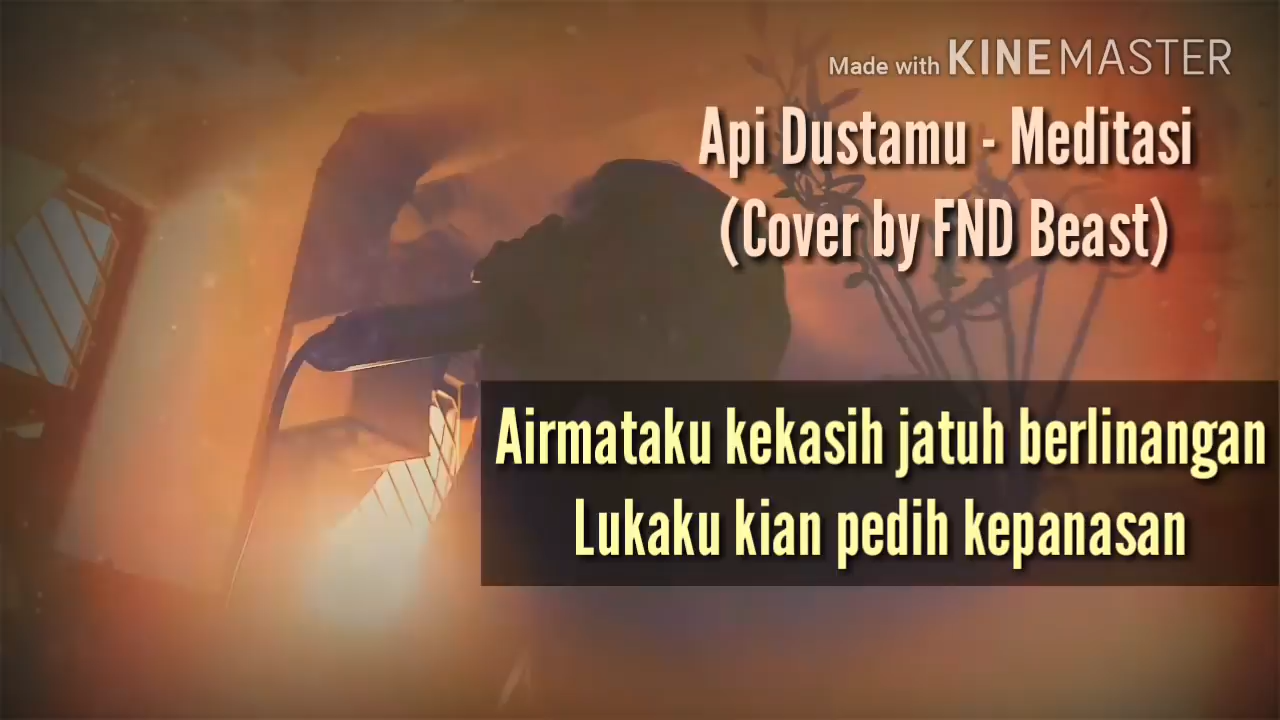 Made with KINEMASTER
Api Dustamu - Meditasi
(Cover by FND Beast)
Airmataku kekasih jatuh berlinangan
Lukaku kian pedih kepanasan